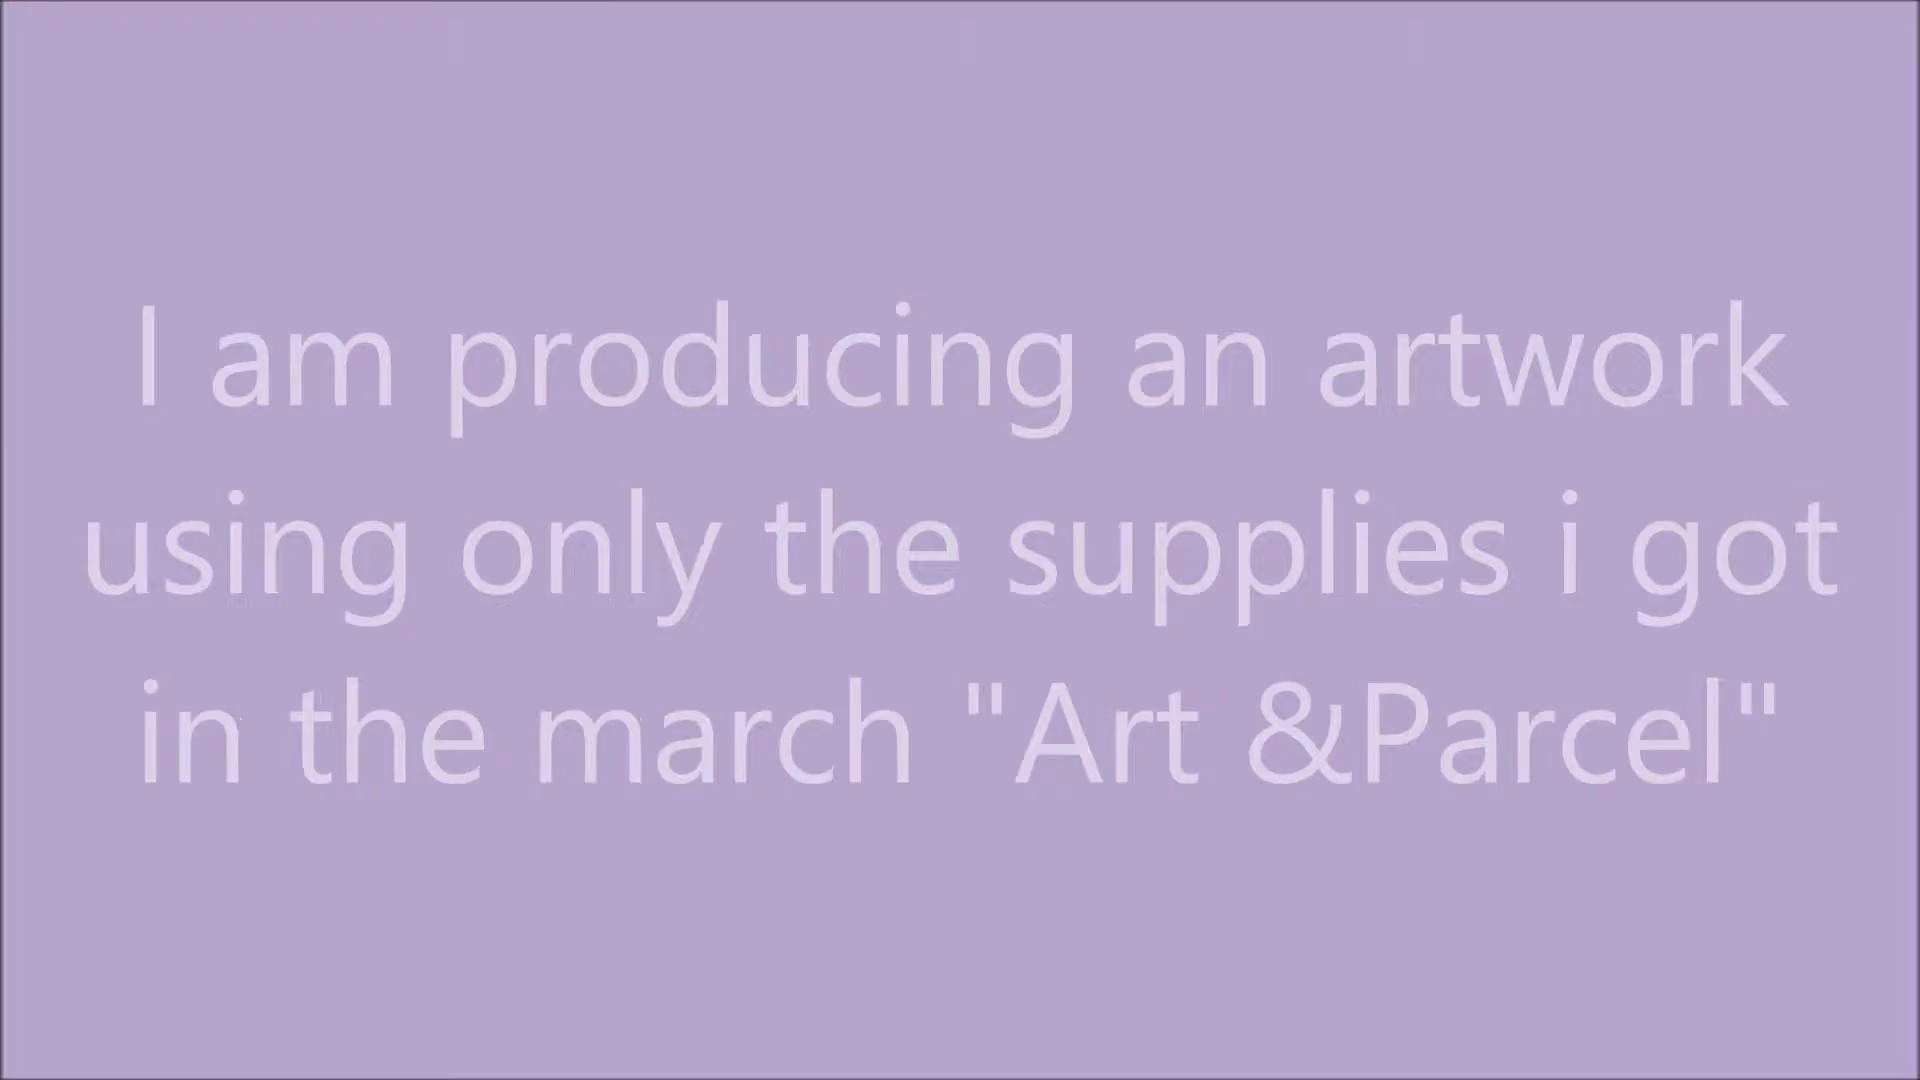 I am producing an artwork
using only the supplies i got
in the march "Art &Parcel"